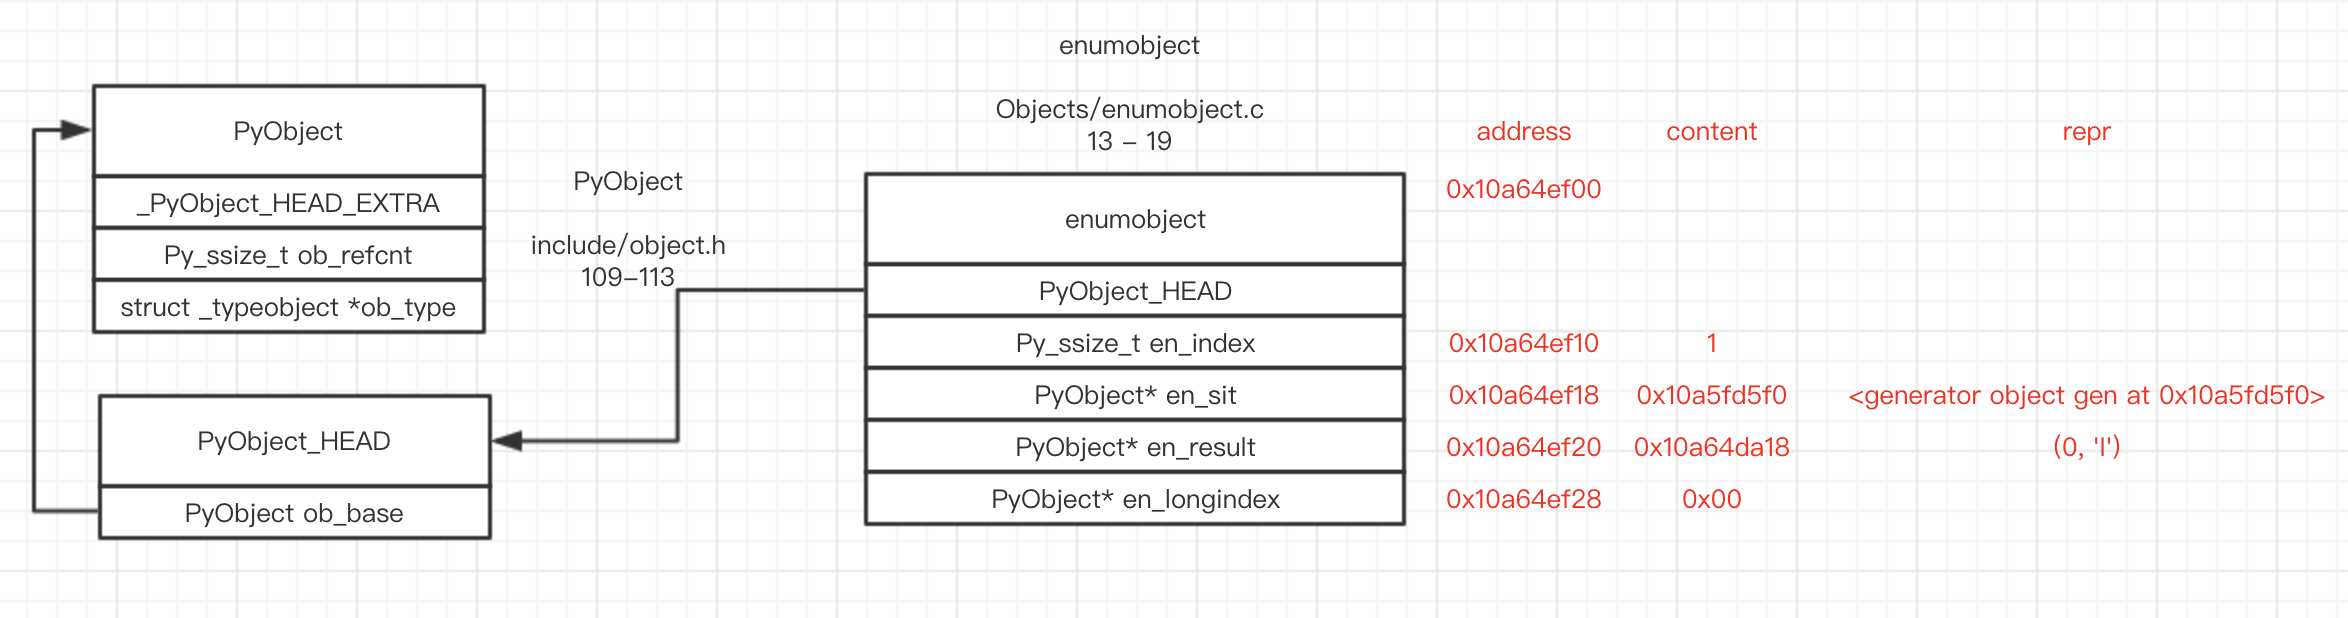 PyObject
_PyObject_HEAD_EXTRA
Py_ssize_t ob_refcnt
struct _typeobject *ob_type
PyObject_HEAD
PyObject ob_base
PyObject
include/object.h
109-113
enumobject
Objects/enumobject.c
13 - 19
enumobject
PyObject_HEAD
Py_ssize_t en_index
PyObject* en_sit
PyObject* en_result
PyObject* en_longindex
address content repr
0x10a64ef00
0x10a64ef10 1
0x10a64ef18 0x10a5fd5f0 <generator object gen at 0x10a5fd5f0>
0x10a64ef20 0x10a64da18 (0, 'I')
0x10a64ef28 0x00